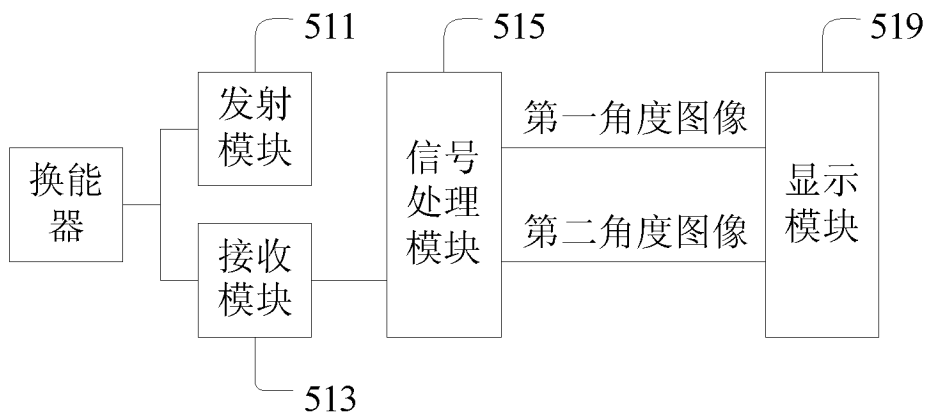 511
515
519
发射
模块
换能
器
接收
模块
513
信号
处理
模块
第一角度图像
第二角度图像
显示
模块